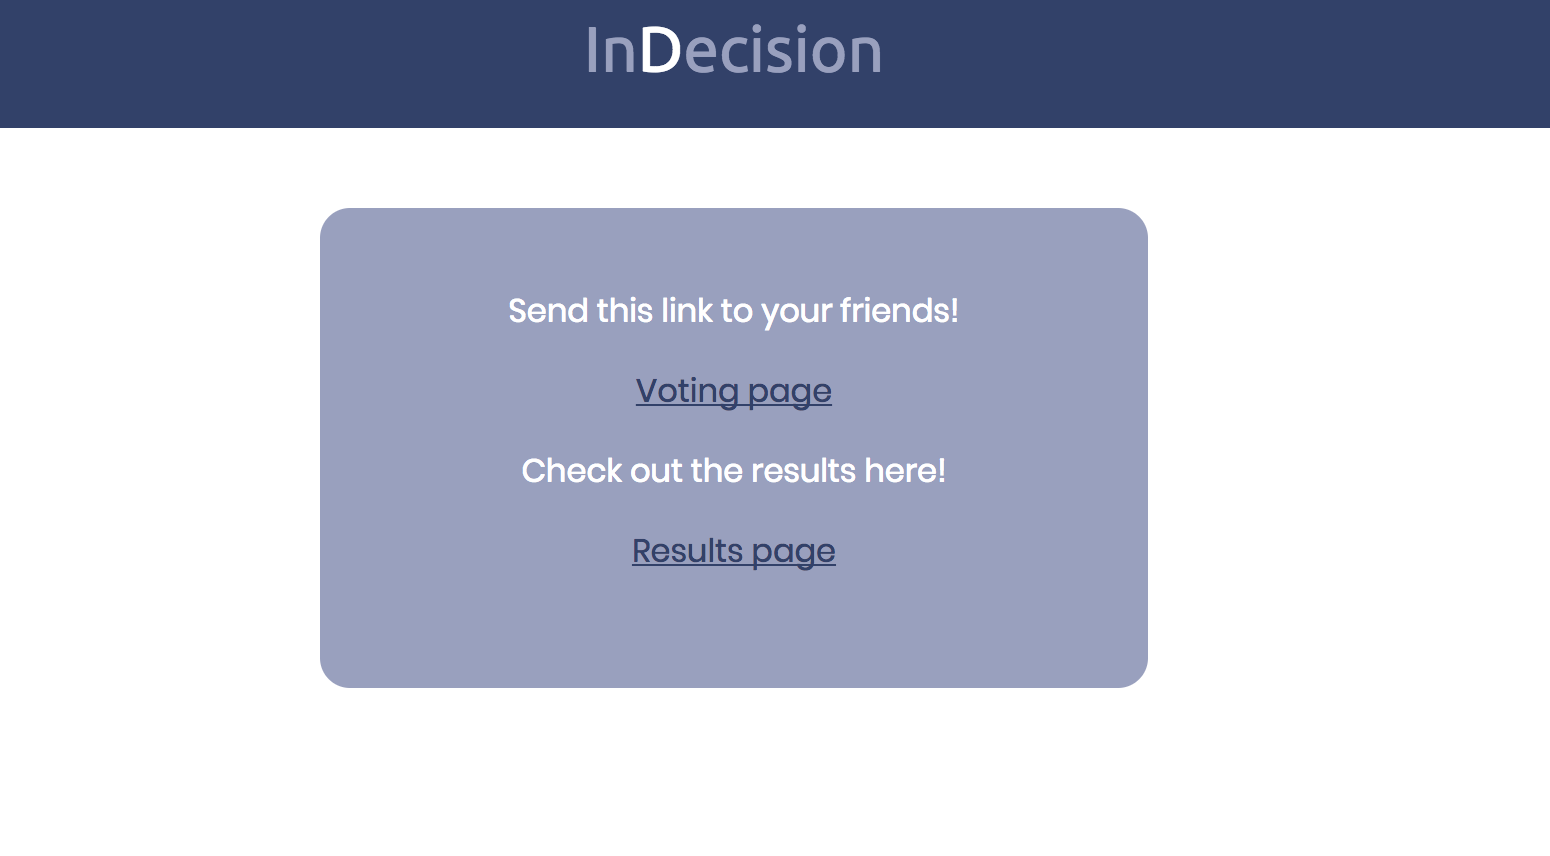 InDecision
Send this link to your friends!
Voting page
Check out the results here!
Results page